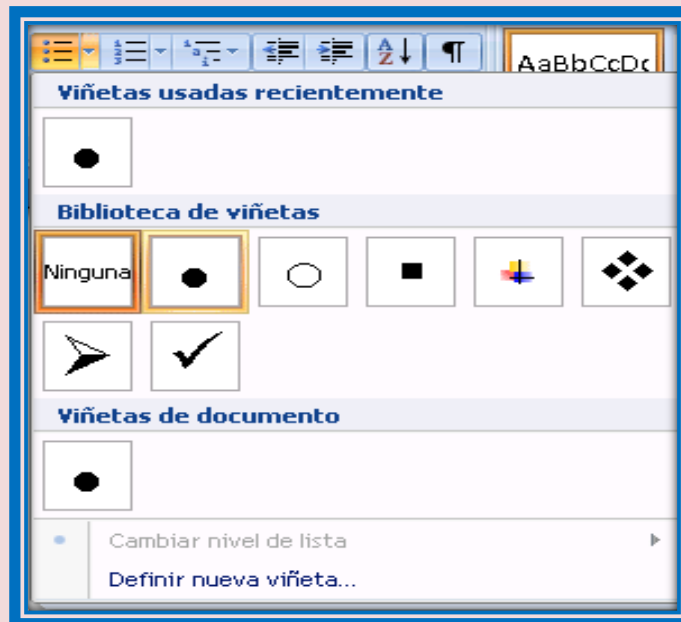 AaBbCcDc
Viñetas usadas recientemente
Biblioteca de viñetas
Ninguna
Viñetas de documento
Cambiar nivel de lista
Definir nueva viñeta...